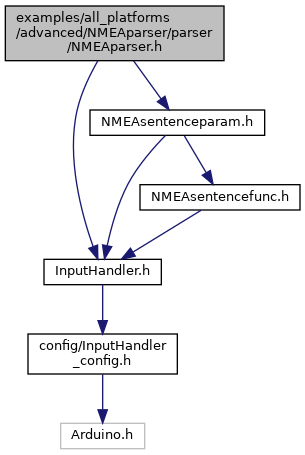 examples/all_platforms
/advanced/NMEAparser/parser
/NMEAparser.h
NMEAsentenceparam.h
NMEAsentencefunc.h
InputHandler.h
config/InputHandler
_config.h
Arduino.h